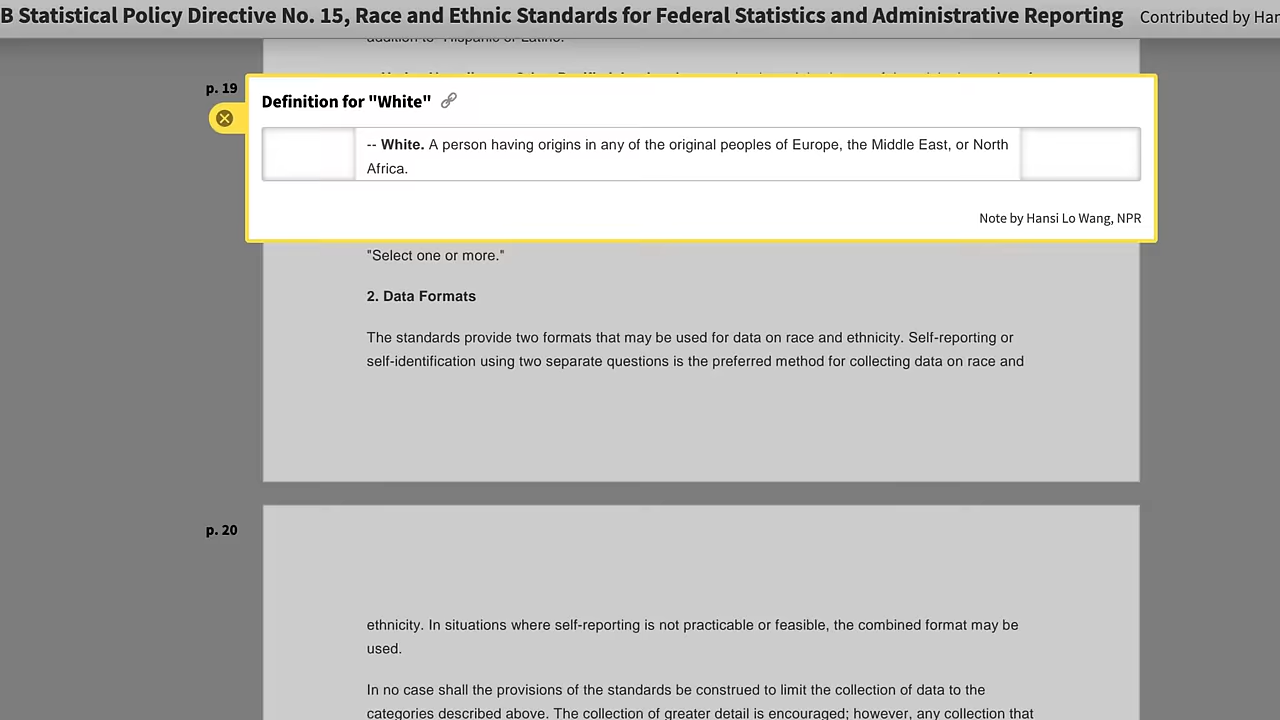 B Statistical Policy Directive No. 15, Race and Ethnic Standards for Federal Statistics and Administrative Reporting Contributed by Har
addition to "Hispanic or Latino."
p. 19
Definition for "White"
-- White. A person having origins in any of the original peoples of Europe, the Middle East, or North
Africa.
Note by Hansi Lo Wang, NPR
"Select one or more."
2. Data Formats
The standards provide two formats that may be used for data on race and ethnicity. Self-reporting or
self-identification using two separate questions is the preferred method for collecting data on race and
p. 20
ethnicity. In situations where self-reporting is not practicable or feasible, the combined format may be
used.
In no case shall the provisions of the standards be construed to limit the collection of data to the
categories described above. The collection of greater detail is encouraged; however, any collection that